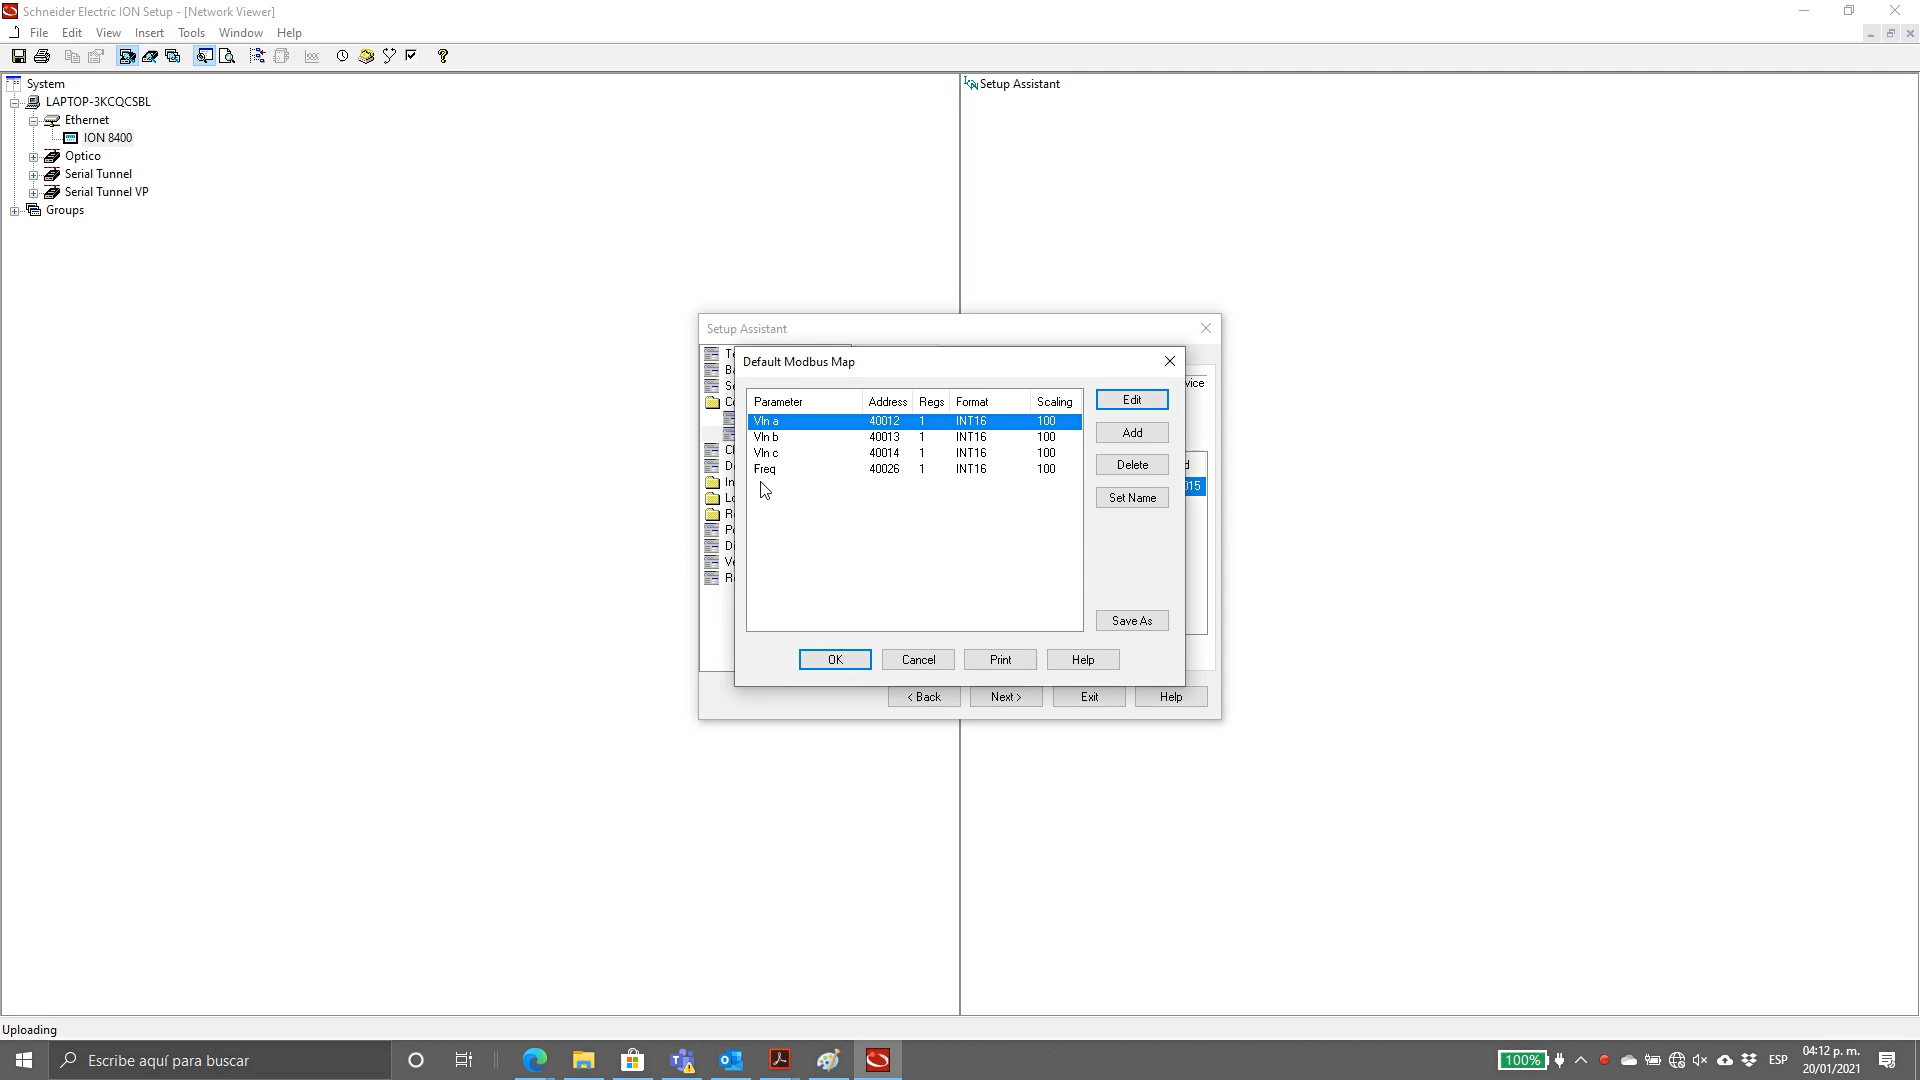 Schneider Electric ION Setup - [Network Viewer]
File Edit View Insert Tools Window Help
System
LAPTOP-3KCQCSBL
Ethernet
ION 8400
Optico
Serial Tunnel
Serial Tunnel VP
Groups
Setup Assistant
Setup Assistant
Default Modbus Map
Parameter Address Regs Format Scaling
Vln a 40012 1 INT16 100
Vln b 40013 1 INT16 100
Vln c 40014 1 INT16 100
Freq 40026 1 INT16 100
Edit
Add
Delete
Set Name
Save As
OK Cancel Print Help
< Back Next > Exit Help
Uploading
Escribe aquí para buscar
100%
ESP
04:12 p. m.
20/01/2021